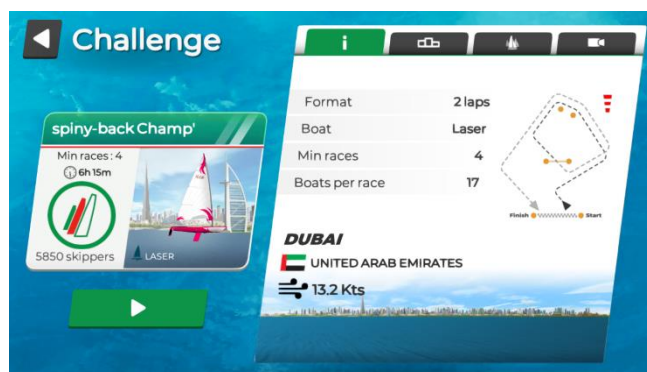 Challenge
i
spiny-back Champ'
Min races : 4
6h 15m
5850 skippers
LASER
Format 2 laps
Boat Laser
Min races 4
Boats per race 17
Finish Start
DUBAI
UNITED ARAB EMIRATES
13.2 Kts